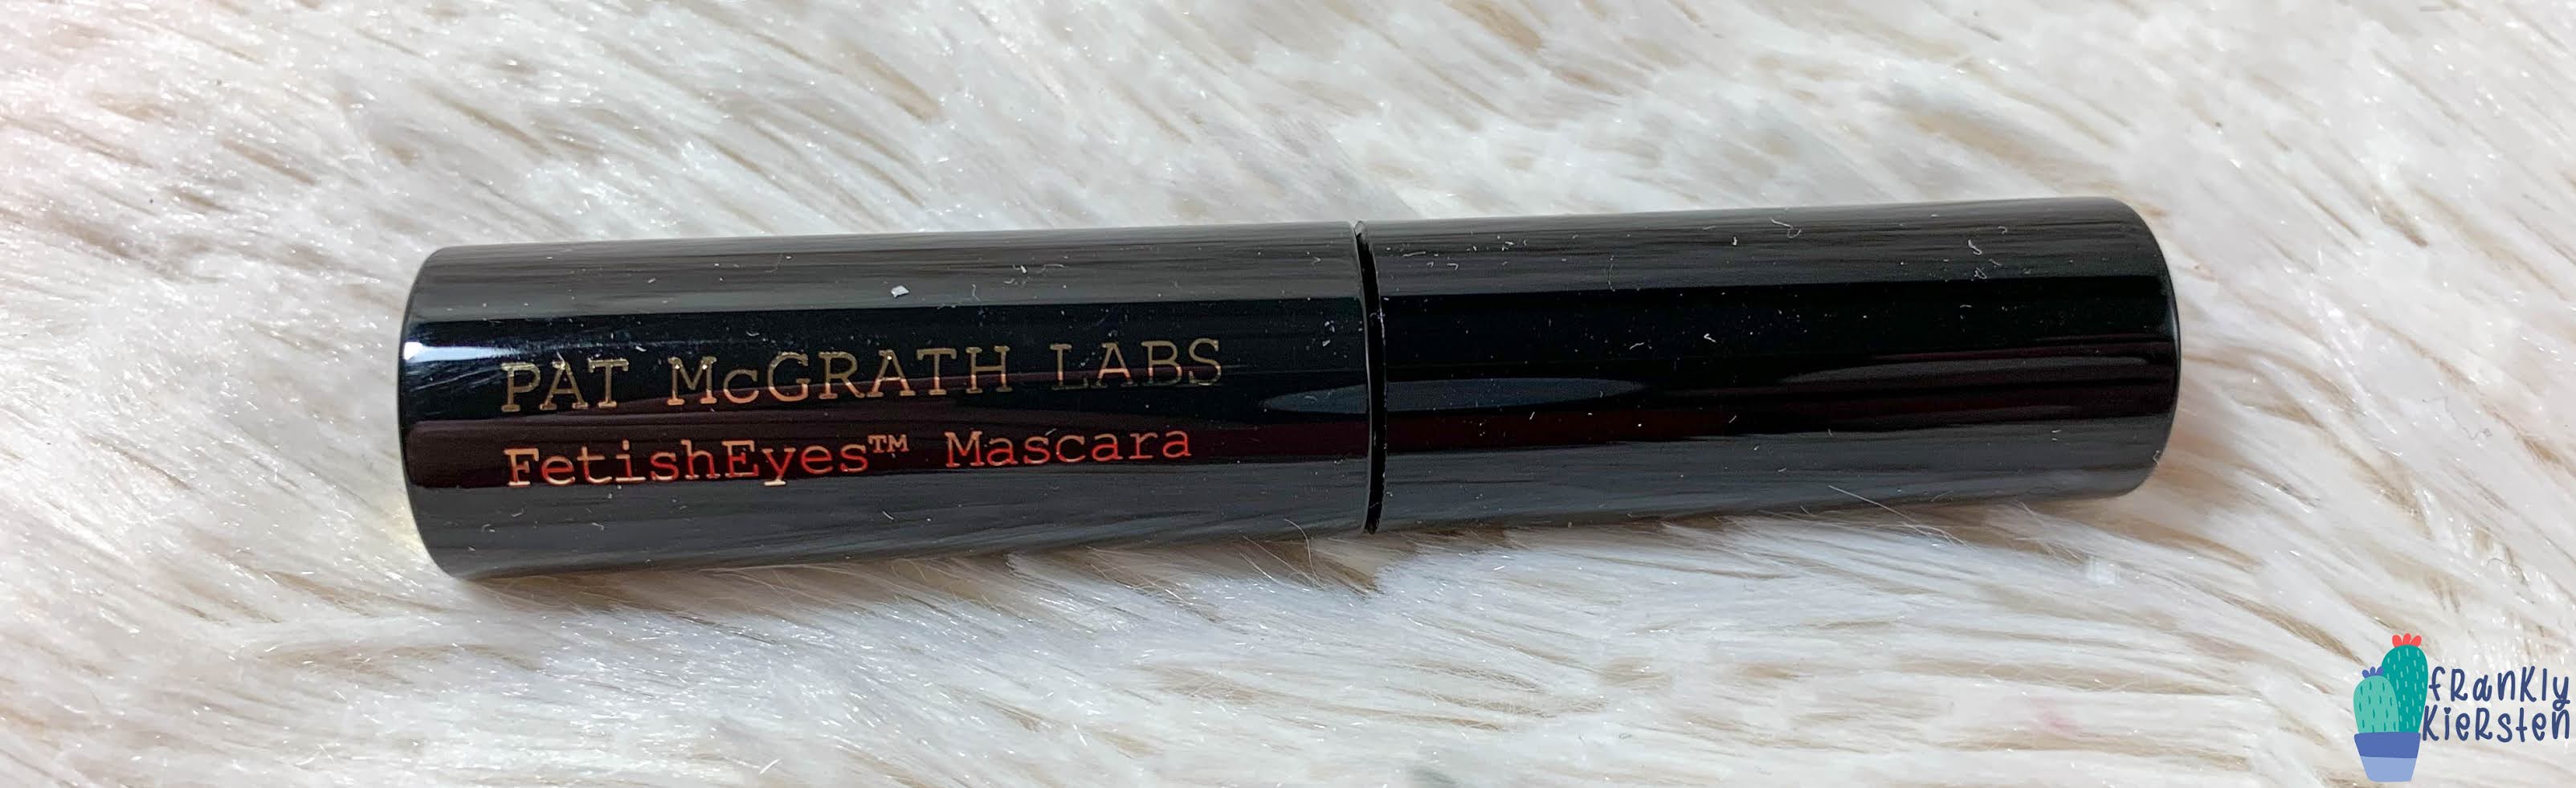 PAT McGRATH LABS
FetishEyes™ Mascara
fRanKly
KieRsten